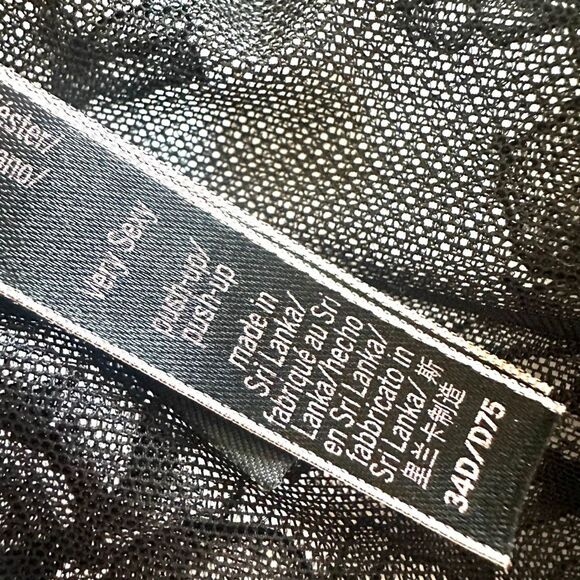 ester/
very Sexy
push-up/
push-up
made in
Sri Lanka/
fabriqué au Sri
Lanka/hecho
en Sri Lanka/
fabbricato in
Sri Lanka/ 斯
里兰卡制造
34D/D75